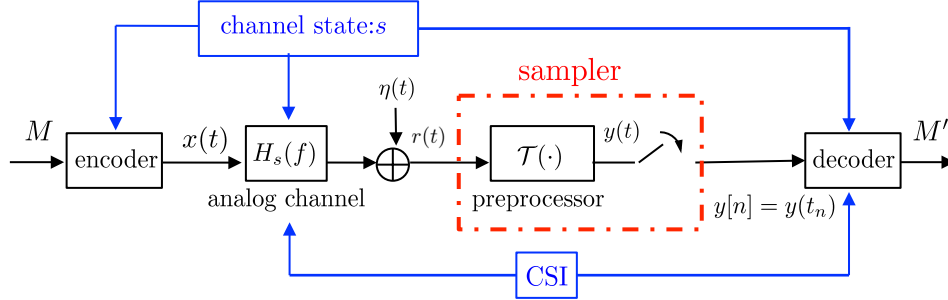 channel state:s
sampler
η(t)
M
x(t)
r(t)
y(t)
M′
encoder
H_s(f)
𝒯(·)
decoder
analog channel
preprocessor
y[n] = y(t_n)
CSI